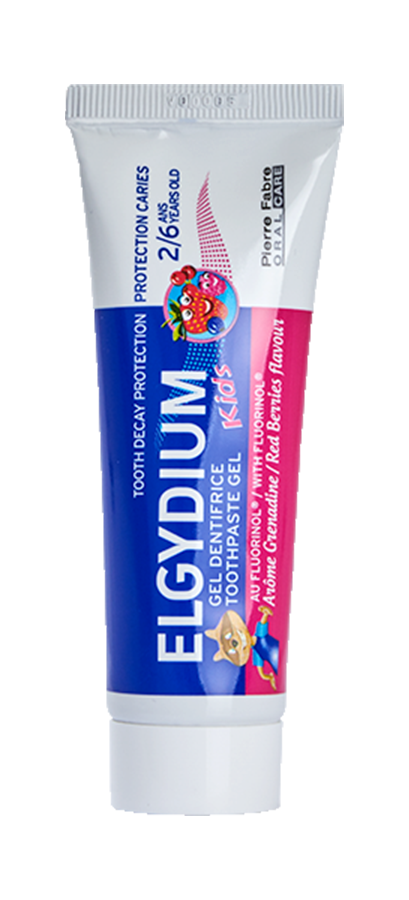 TOOTH DECAY PROTECTION PROTECTION CARIES
2/6 ANS
YEARS OLD
ELGYDIUM
Kids
GEL DENTIFRICE
TOOTHPASTE GEL
AU FLUORINOL® / WITH FLUORINOL®
Arôme Grenadine / Red Berries flavour
Pierre Fabre
ORAL CARE